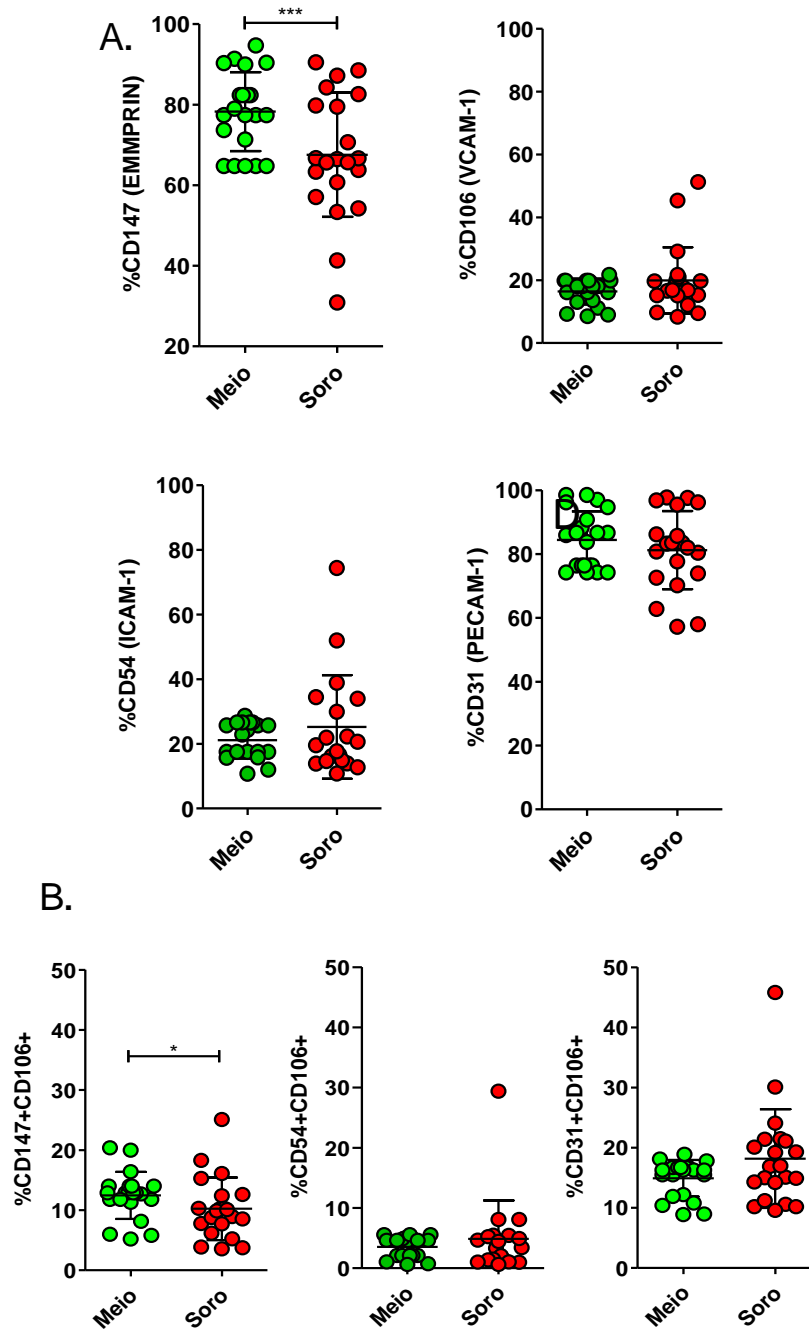 A.
***
%CD147 (EMMPRIN)
100
80
60
40
20
Meio
Soro
%CD106 (VCAM-1)
100
80
60
40
20
0
Meio
Soro
%CD54 (ICAM-1)
100
80
60
40
20
0
Meio
Soro
%CD31 (PECAM-1)
100
80
60
40
20
0
D
Meio
Soro
B.
%CD147+CD106+
50
40
30
20
10
0
*
Meio
Soro
%CD54+CD106+
50
40
30
20
10
0
Meio
Soro
%CD31+CD106+
50
40
30
20
10
0
Meio
Soro